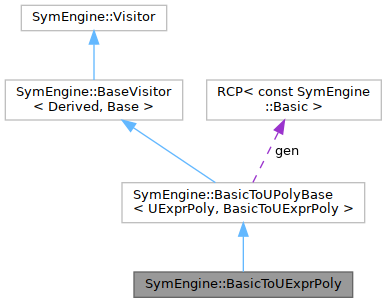 SymEngine::Visitor
SymEngine::BaseVisitor
< Derived, Base >
RCP< const SymEngine
::Basic >
gen
SymEngine::BasicToUPolyBase
< UExprPoly, BasicToUExprPoly >
SymEngine::BasicToUExprPoly